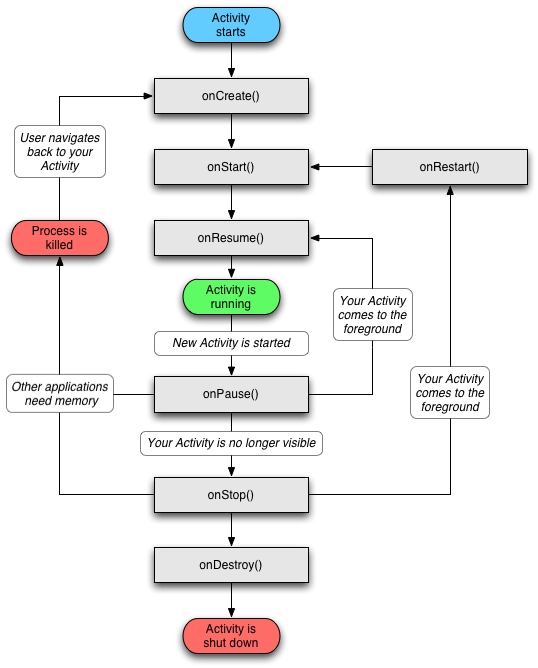 Activity
starts
onCreate()
User navigates
back to your
Activity
onStart()
onRestart()
Process is
killed
onResume()
Activity is
running
Your Activity
comes to the
foreground
New Activity is started
Other applications
need memory
onPause()
Your Activity
comes to the
foreground
Your Activity is no longer visible
onStop()
onDestroy()
Activity is
shut down